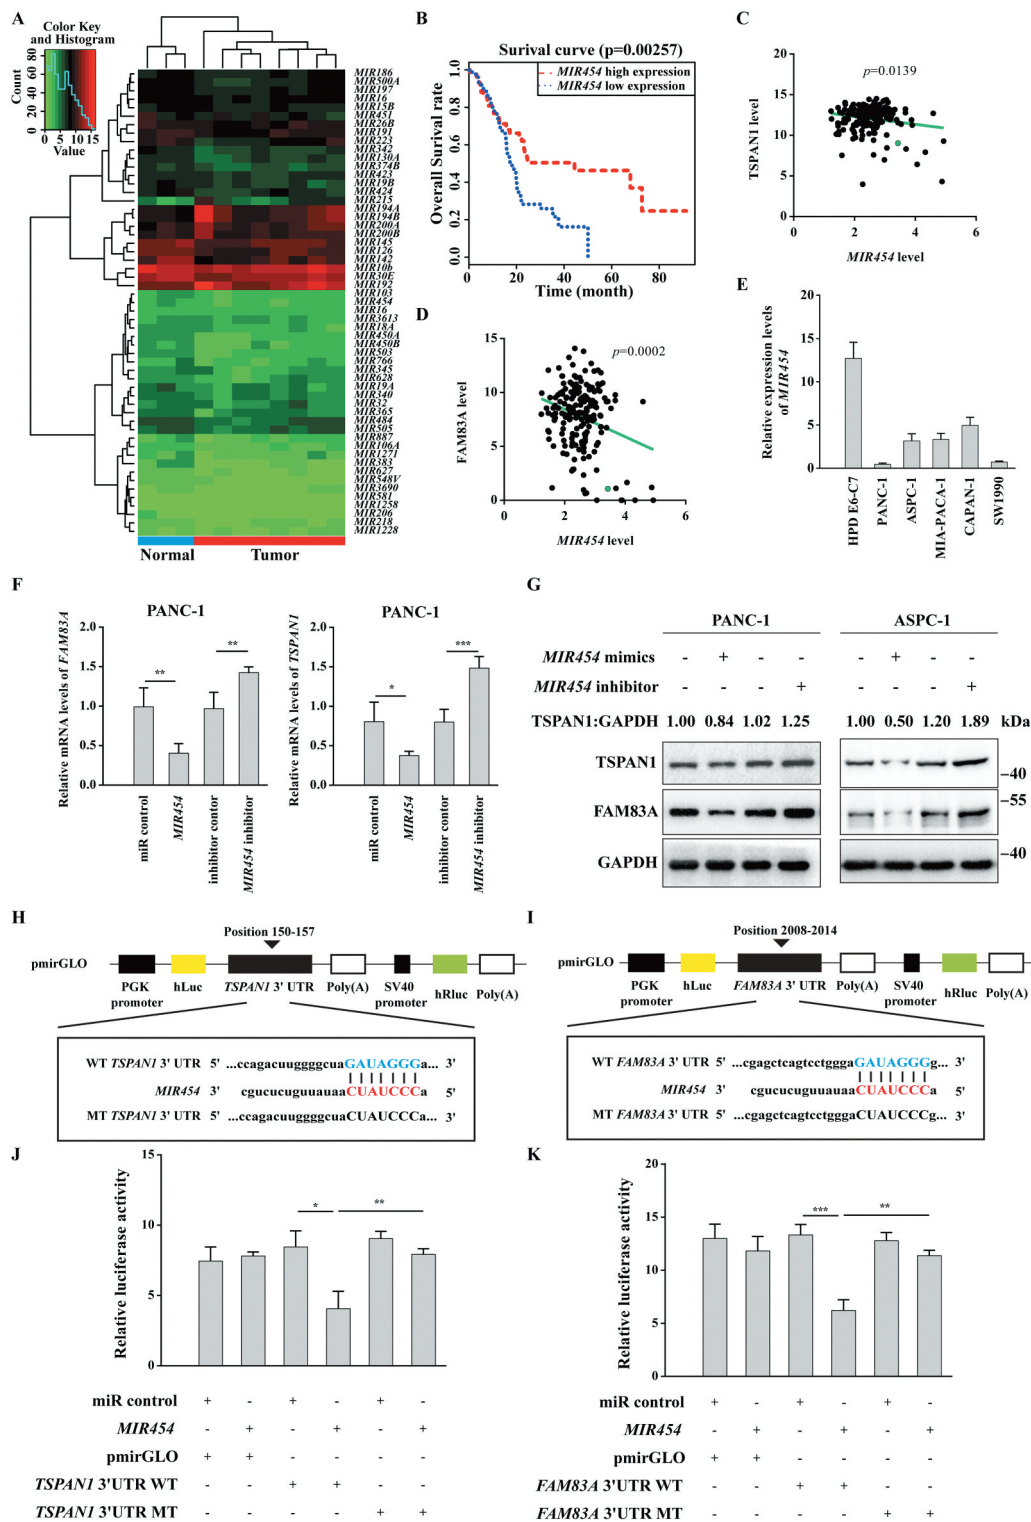 A
Color Key
and Histogram
Count
0 20 40 60 80
0 5 10 15
Value
MIR186
MIR500A
MIR197
MIR16
MIR15B
MIR451
MIR26B
MIR191
MIR223
MIR342
MIR130A
MIR374B
MIR423
MIR19B
MIR424
MIR215
MIR194A
MIR194B
MIR200A
MIR200B
MIR145
MIR126
MIR142
MIR10b
MIR30E
MIR192
MIR103
MIR454
MIR16
MIR3613
MIR18A
MIR450A
MIR450B
MIR503
MIR766
MIR345
MIR628
MIR19A
MIR340
MIR32
MIR365
MIR484
MIR505
MIR887
MIR106A
MIR1271
MIR383
MIR627
MIR548V
MIR3690
MIR581
MIR1258
MIR206
MIR218
MIR1228
Normal Tumor
B
Surival curve (p=0.00257)
MIR454 high expression
MIR454 low expression
Overall Survival rate
0.0 0.2 0.4 0.6 0.8 1.0
0 20 40 60 80
Time (month)
C
p=0.0139
TSPAN1 level
0 5 10 15 20
0 2 4 6
MIR454 level
D
p=0.0002
FAM83A level
0 5 10 15
0 2 4 6
MIR454 level
E
Relative expression levels
of MIR454
0 5 10 15
HPD E6-C7
PANC-1
ASPC-1
MIA-PACA-1
CAPAN-1
SW1990
F
PANC-1
Relative mRNA levels of FAM83A
0.0 0.5 1.0 1.5 2.0
** **
miR control
MIR454
inhibitor control
MIR454 inhibitor
PANC-1
Relative mRNA levels of TSPAN1
0.0 0.5 1.0 1.5 2.0
* ***
miR control
MIR454
inhibitor control
MIR454 inhibitor
G
PANC-1 ASPC-1
MIR454 mimics - + - - - + - -
MIR454 inhibitor - - - + - - - +
TSPAN1:GAPDH 1.00 0.84 1.02 1.25 1.00 0.50 1.20 1.89 kDa
TSPAN1 –40
FAM83A –55
GAPDH –40
H
Position 150-157
pmirGLO
PGK promoter hLuc TSPAN1 3' UTR Poly(A) SV40 promoter hRluc Poly(A)
WT TSPAN1 3' UTR 5' ...ccagacuuggggcuaGAUAGGGa... 3'
MIR454 3' cgucucuguuauauaCUAUCCCa 5'
MT TSPAN1 3' UTR 5' ...ccagacuuggggcuaCUAUCCCa... 3'
I
Position 2008-2014
pmirGLO
PGK promoter hLuc FAM83A 3' UTR Poly(A) SV40 promoter hRluc Poly(A)
WT FAM83A 3' UTR 5' ...cgagctcagtcctgggaGAUAGGGg... 3'
MIR454 3' cgucucuguuauauaCUAUCCCa 5'
MT FAM83A 3' UTR 5' ...cgagctcagtcctgggaCUAUCCCg... 3'
J
Relative luciferase activity
0 5 10 15
* **
miR control + - + - + -
MIR454 - + - + - +
pmirGLO + + - - - -
TSPAN1 3'UTR WT - - + + - -
TSPAN1 3'UTR MT - - - - + +
K
Relative luciferase activity
0 5 10 15 20
*** **
miR control + - + - + -
MIR454 - + - + - +
pmirGLO + + - - - -
FAM83A 3'UTR WT - - + + - -
FAM83A 3'UTR MT - - - - + +